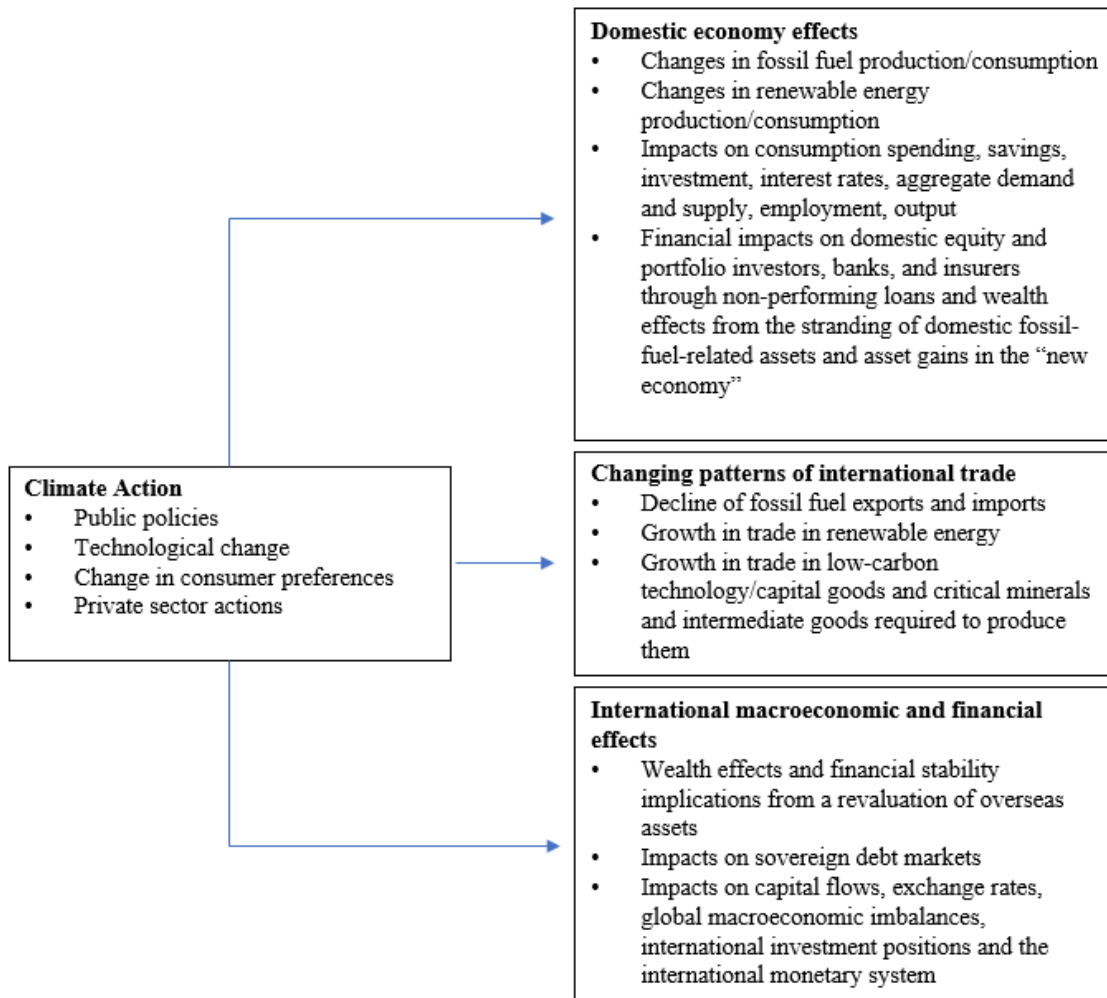 Domestic economy effects
• Changes in fossil fuel production/consumption
• Changes in renewable energy
production/consumption
• Impacts on consumption spending, savings,
investment, interest rates, aggregate demand
and supply, employment, output
• Financial impacts on domestic equity and
portfolio investors, banks, and insurers
through non-performing loans and wealth
effects from the stranding of domestic fossil-
fuel-related assets and asset gains in the “new
economy”
Climate Action
• Public policies
• Technological change
• Change in consumer preferences
• Private sector actions
Changing patterns of international trade
• Decline of fossil fuel exports and imports
• Growth in trade in renewable energy
• Growth in trade in low-carbon
technology/capital goods and critical minerals
and intermediate goods required to produce
them
International macroeconomic and financial
effects
• Wealth effects and financial stability
implications from a revaluation of overseas
assets
• Impacts on sovereign debt markets
• Impacts on capital flows, exchange rates,
global macroeconomic imbalances,
international investment positions and the
international monetary system